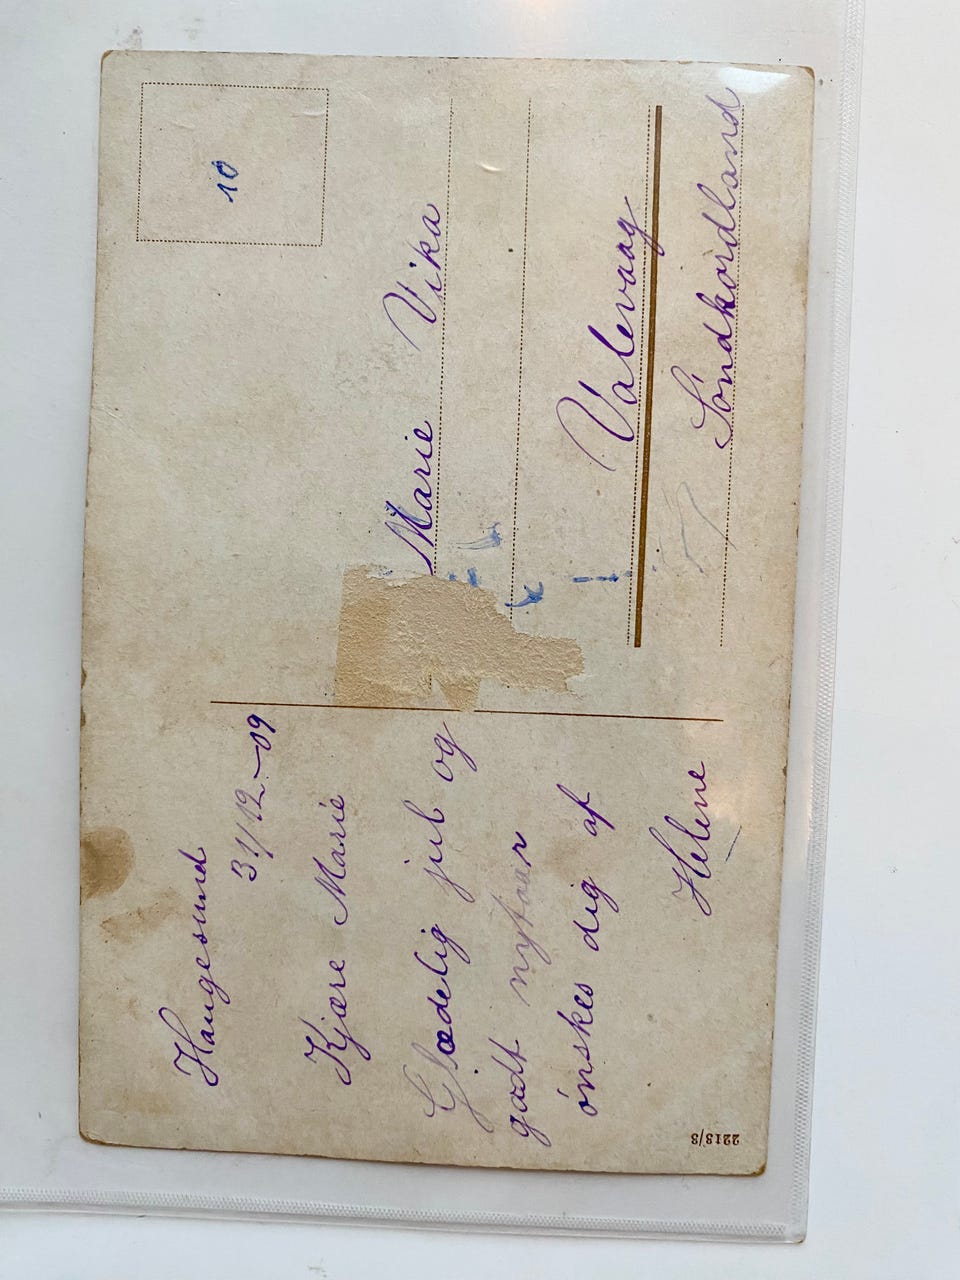 Haugesund
31/12-09
Kjære Marie
Glædelig jul og
godt nytaar
ønskes dig af
Helene
10
Marie Vika
Valevaag
Söndhordland
2213/3